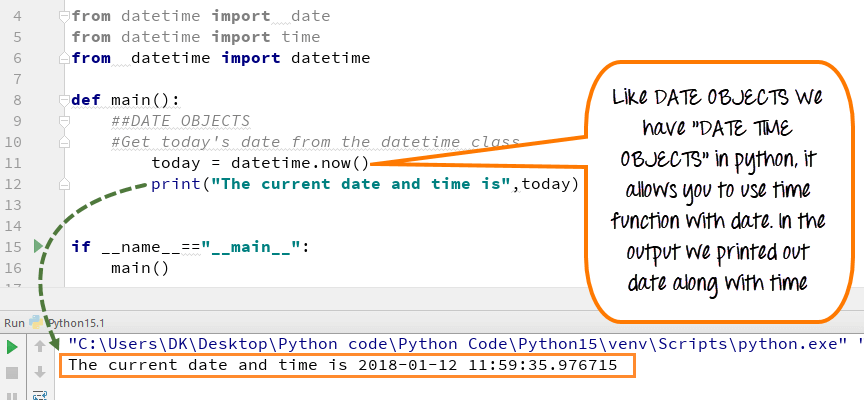 4 from datetime import date
5 from datetime import time
6 from datetime import datetime
7
8 def main():
9 ##DATE OBJECTS
10 #Get today's date from the datetime class
11 today = datetime.now()
12 print("The current date and time is",today)
13
14
15 if __name__=="__main__":
16 main()
Like DATE OBJECTS we
have "DATE TIME
OBJECTS" in python, it
allows you to use time
function with date. In the
output we printed out
date along with time
Run Python15.1
"C:\Users\DK\Desktop\Python code\Python Code\Python15\venv\Scripts\python.exe" "
The current date and time is 2018-01-12 11:59:35.976715